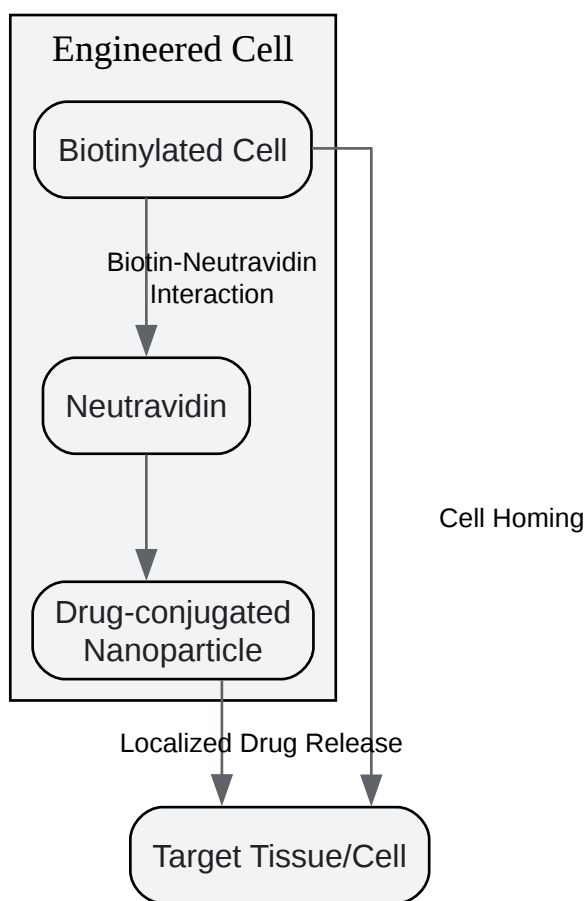 Engineered Cell
Biotinylated Cell
Biotin-Neutravidin
Interaction
Neutravidin
Cell Homing
Drug-conjugated
Nanoparticle
Localized Drug Release
Target Tissue/Cell